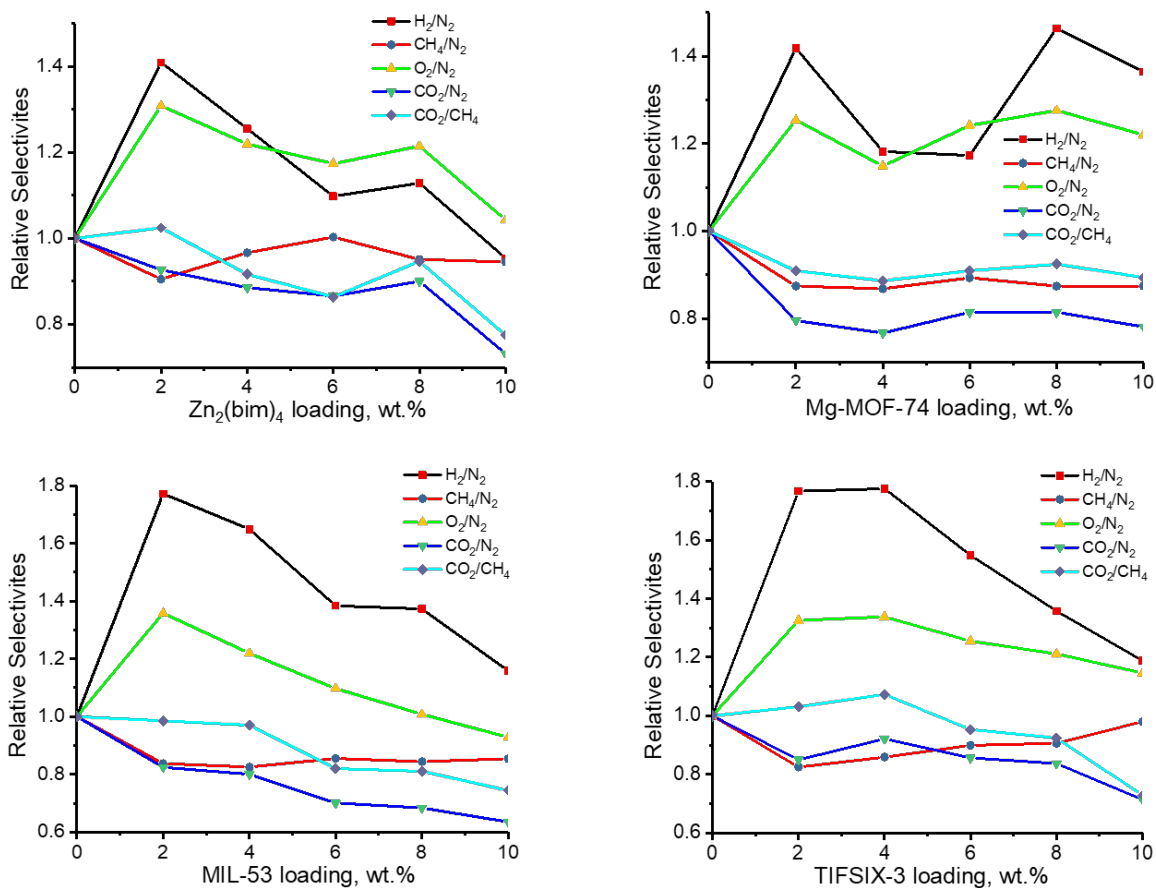 H₂/N₂
CH₄/N₂
O₂/N₂
CO₂/N₂
CO₂/CH₄
Relative Selectivites
1.4
1.2
1.0
0.8
0 2 4 6 8 10
Zn₂(bim)₄ loading, wt.%
H₂/N₂
CH₄/N₂
O₂/N₂
CO₂/N₂
CO₂/CH₄
Relative Selectivites
1.4
1.2
1.0
0.8
0 2 4 6 8 10
Mg-MOF-74 loading, wt.%
H₂/N₂
CH₄/N₂
O₂/N₂
CO₂/N₂
CO₂/CH₄
Relative Selectivites
1.8
1.6
1.4
1.2
1.0
0.8
0.6
0 2 4 6 8 10
MIL-53 loading, wt.%
H₂/N₂
CH₄/N₂
O₂/N₂
CO₂/N₂
CO₂/CH₄
Relative Selectivites
1.8
1.6
1.4
1.2
1.0
0.8
0.6
0 2 4 6 8 10
TIFSIX-3 loading, wt.%